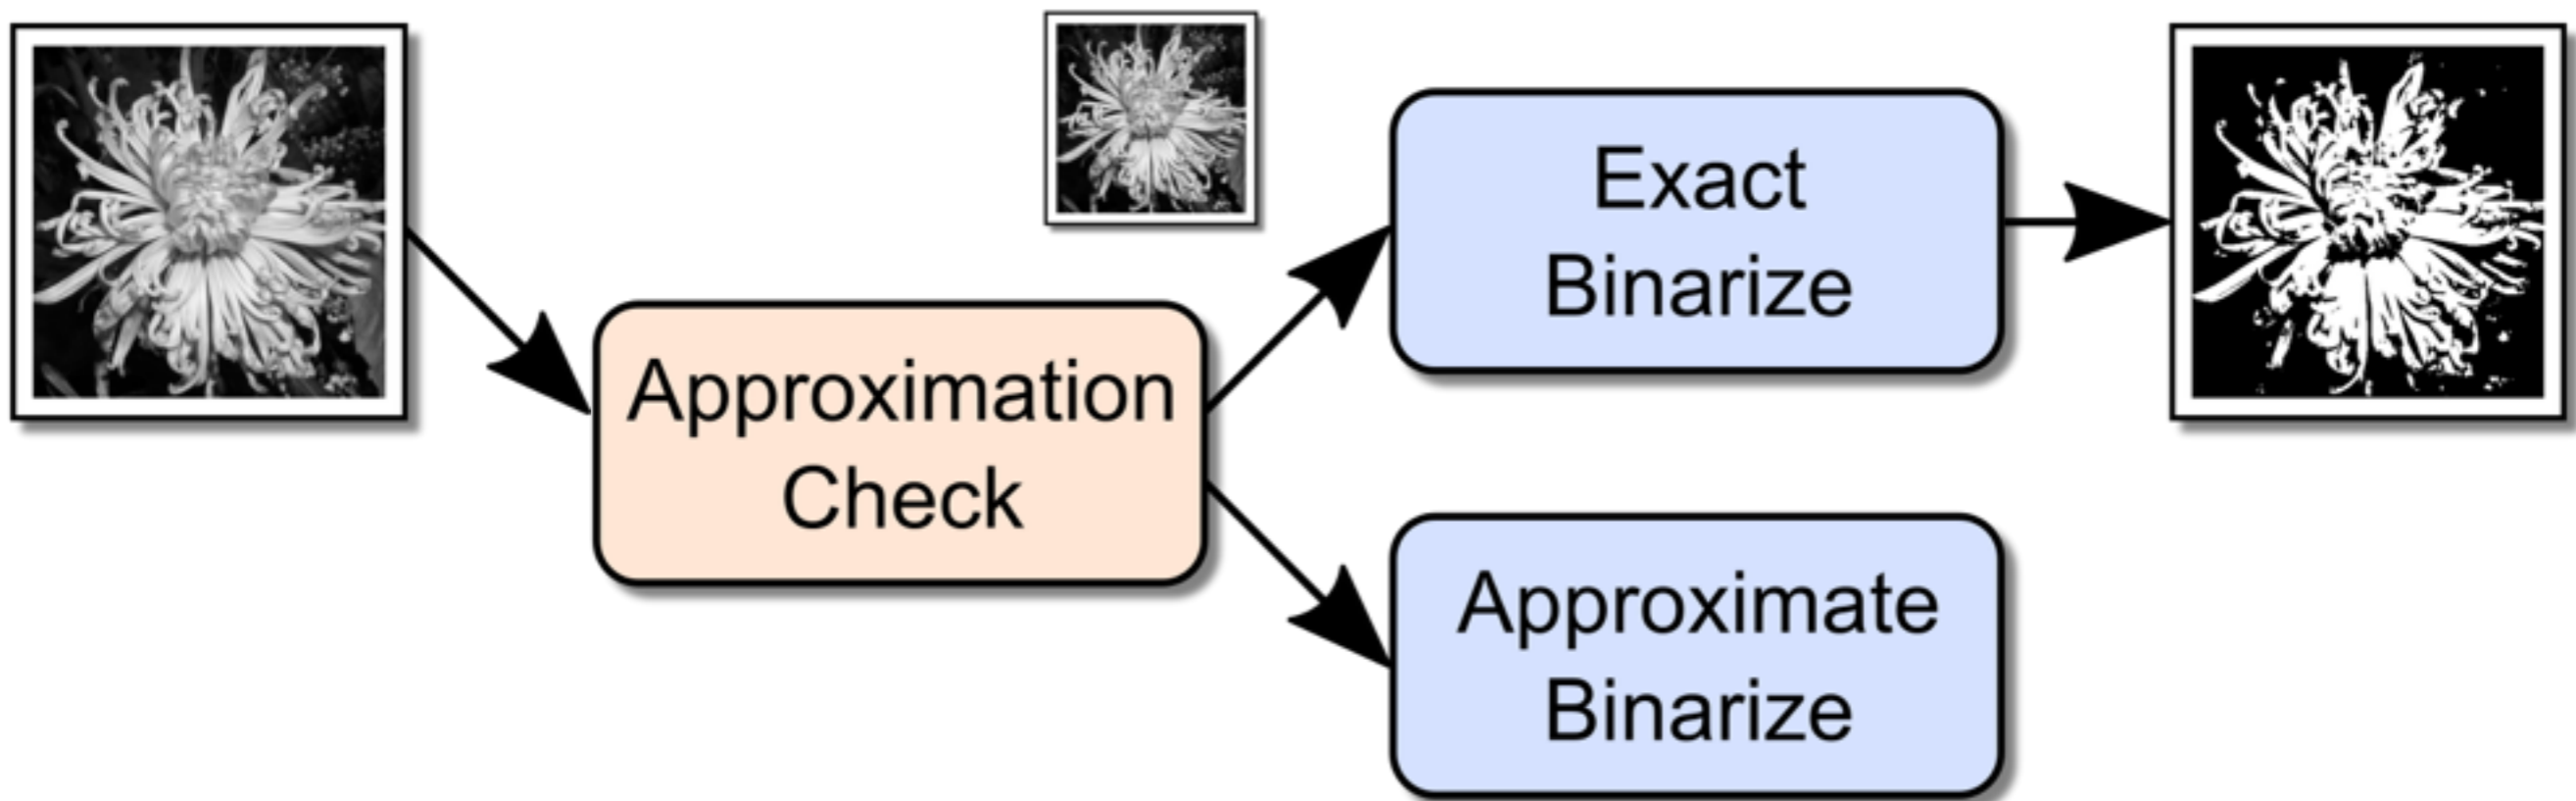 Approximation
Check
Exact
Binarize
Approximate
Binarize